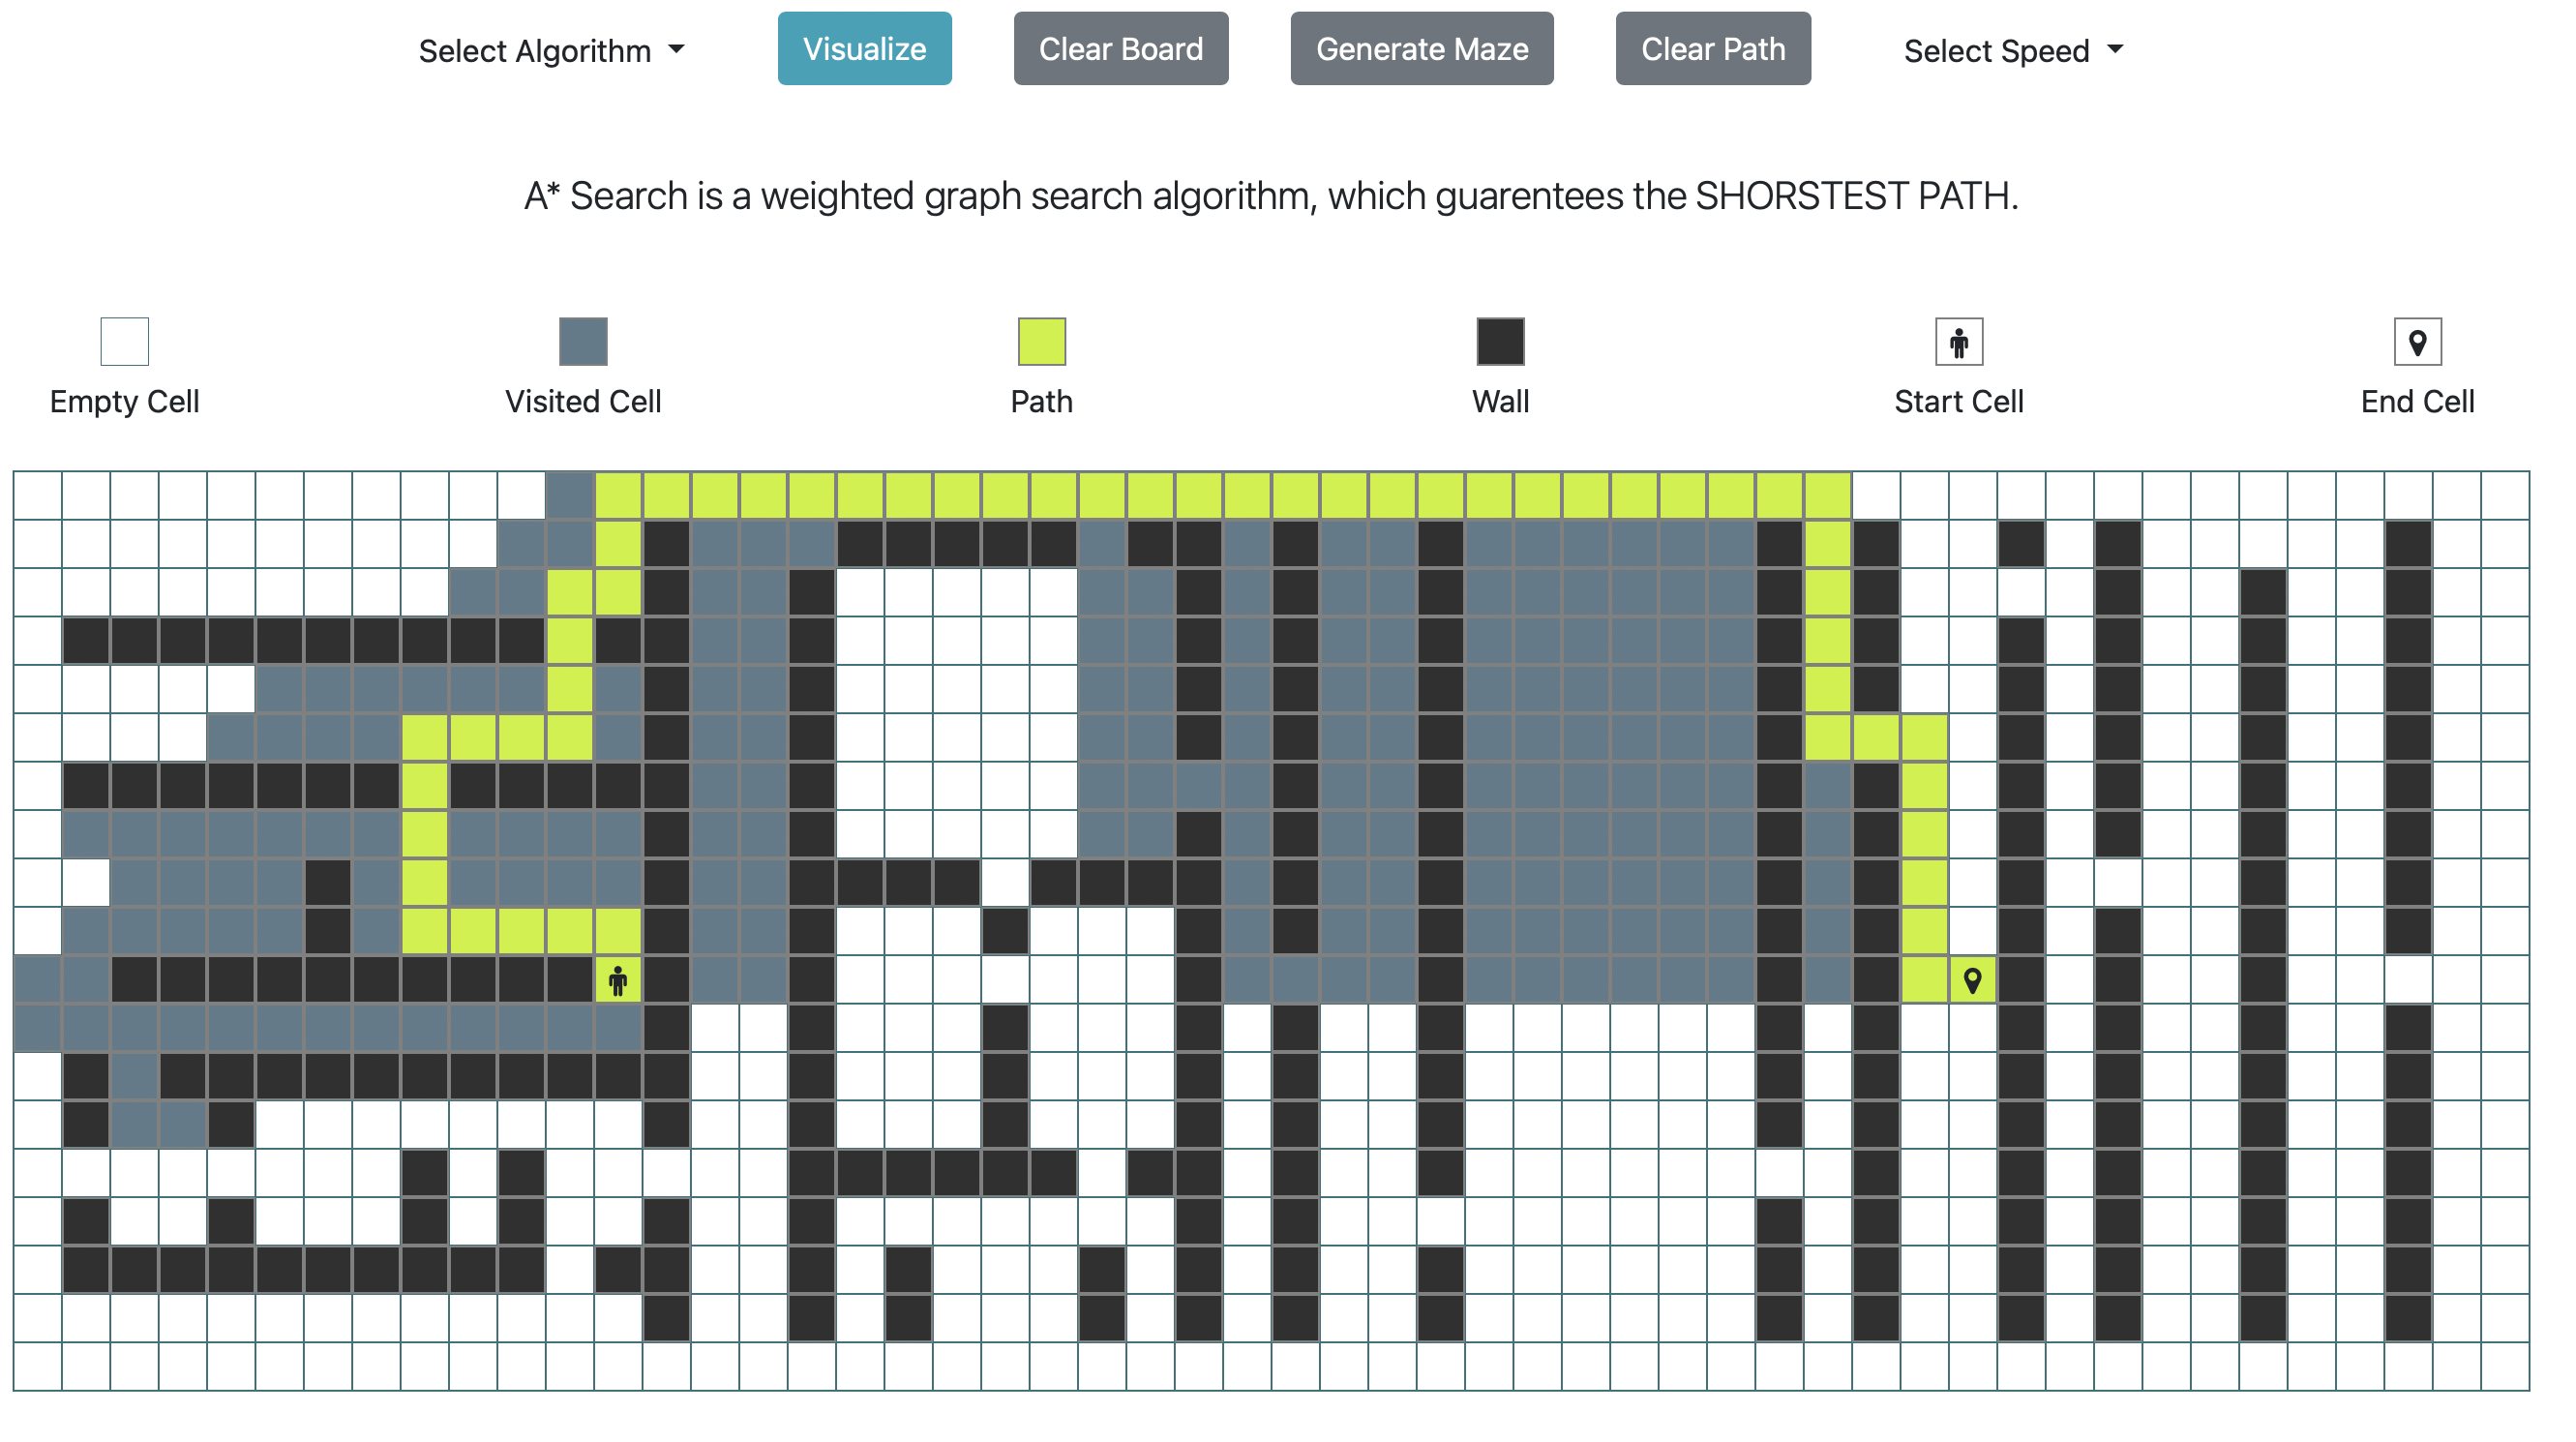 Select Algorithm
Visualize
Clear Board
Generate Maze
Clear Path
Select Speed
A* Search is a weighted graph search algorithm, which guarentees the SHORSTEST PATH.
Empty Cell
Visited Cell
Path
Wall
Start Cell
End Cell